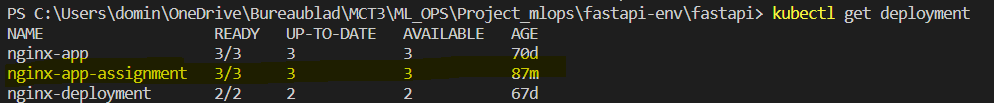 PS C:\Users\domin\OneDrive\Bureaublad\MCT3\ML_OPS\Project_mlops\fastapi-env\fastapi> kubectl get deployment
NAME READY UP-TO-DATE AVAILABLE AGE
nginx-app 3/3 3 3 70d
nginx-app-assignment 3/3 3 3 87m
nginx-deployment 2/2 2 2 67d